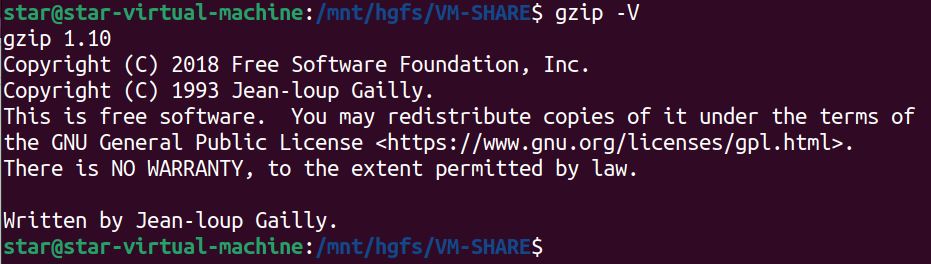 star@star-virtual-machine:/mnt/hgfs/VM-SHARE$ gzip -V
gzip 1.10
Copyright (C) 2018 Free Software Foundation, Inc.
Copyright (C) 1993 Jean-loup Gailly.
This is free software.  You may redistribute copies of it under the terms of
the GNU General Public License <https://www.gnu.org/licenses/gpl.html>.
There is NO WARRANTY, to the extent permitted by law.

Written by Jean-loup Gailly.
star@star-virtual-machine:/mnt/hgfs/VM-SHARE$